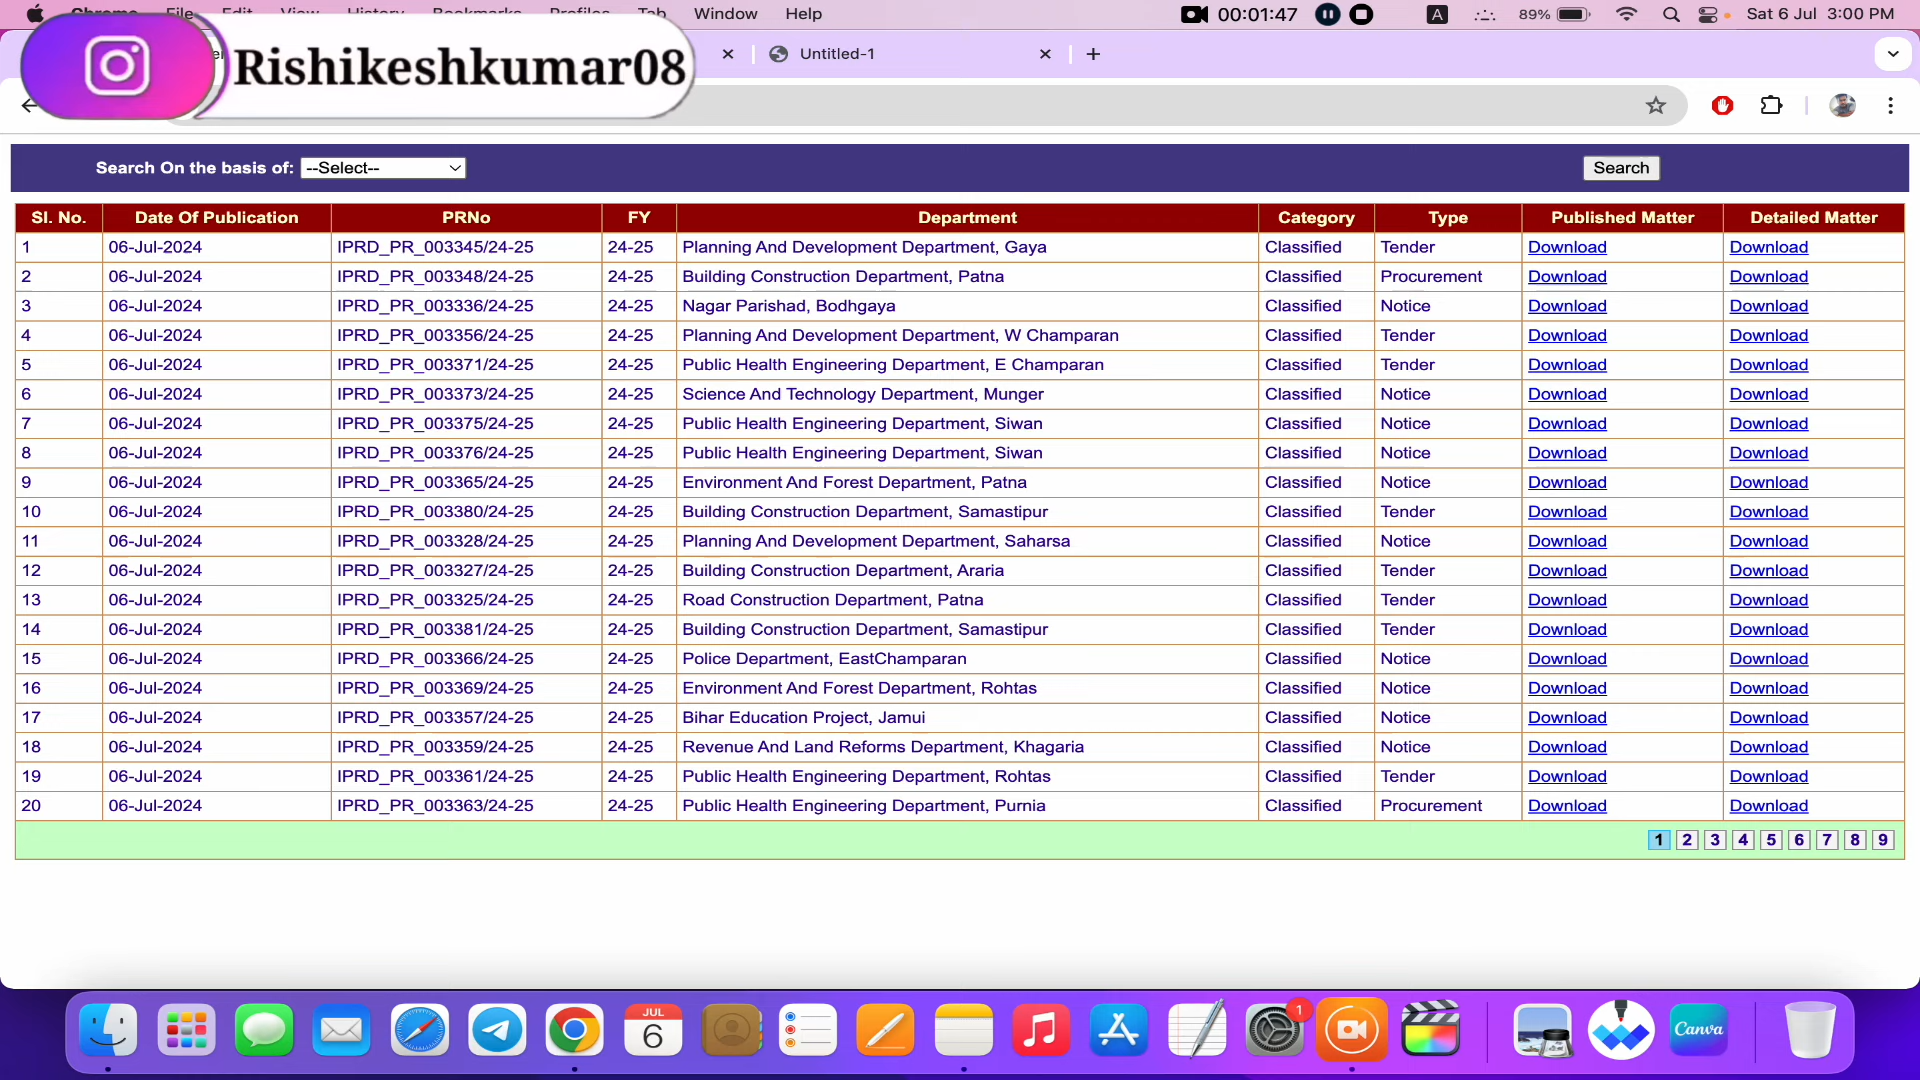 Chrome File Edit View History Bookmarks Profiles Tab Window Help 00:01:47 A 89% Sat 6 Jul 3:00 PM
Rishikeshkumar08
Untitled-1
Search On the basis of: --Select-- Search
Sl. No. Date Of Publication PRNo FY Department Category Type Published Matter Detailed Matter
1 06-Jul-2024 IPRD_PR_003345/24-25 24-25 Planning And Development Department, Gaya Classified Tender Download Download
2 06-Jul-2024 IPRD_PR_003348/24-25 24-25 Building Construction Department, Patna Classified Procurement Download Download
3 06-Jul-2024 IPRD_PR_003336/24-25 24-25 Nagar Parishad, Bodhgaya Classified Notice Download Download
4 06-Jul-2024 IPRD_PR_003356/24-25 24-25 Planning And Development Department, W Champaran Classified Tender Download Download
5 06-Jul-2024 IPRD_PR_003371/24-25 24-25 Public Health Engineering Department, E Champaran Classified Tender Download Download
6 06-Jul-2024 IPRD_PR_003373/24-25 24-25 Science And Technology Department, Munger Classified Notice Download Download
7 06-Jul-2024 IPRD_PR_003375/24-25 24-25 Public Health Engineering Department, Siwan Classified Notice Download Download
8 06-Jul-2024 IPRD_PR_003376/24-25 24-25 Public Health Engineering Department, Siwan Classified Notice Download Download
9 06-Jul-2024 IPRD_PR_003365/24-25 24-25 Environment And Forest Department, Patna Classified Notice Download Download
10 06-Jul-2024 IPRD_PR_003380/24-25 24-25 Building Construction Department, Samastipur Classified Tender Download Download
11 06-Jul-2024 IPRD_PR_003328/24-25 24-25 Planning And Development Department, Saharsa Classified Notice Download Download
12 06-Jul-2024 IPRD_PR_003327/24-25 24-25 Building Construction Department, Araria Classified Tender Download Download
13 06-Jul-2024 IPRD_PR_003325/24-25 24-25 Road Construction Department, Patna Classified Tender Download Download
14 06-Jul-2024 IPRD_PR_003381/24-25 24-25 Building Construction Department, Samastipur Classified Tender Download Download
15 06-Jul-2024 IPRD_PR_003366/24-25 24-25 Police Department, EastChamparan Classified Notice Download Download
16 06-Jul-2024 IPRD_PR_003369/24-25 24-25 Environment And Forest Department, Rohtas Classified Notice Download Download
17 06-Jul-2024 IPRD_PR_003357/24-25 24-25 Bihar Education Project, Jamui Classified Notice Download Download
18 06-Jul-2024 IPRD_PR_003359/24-25 24-25 Revenue And Land Reforms Department, Khagaria Classified Notice Download Download
19 06-Jul-2024 IPRD_PR_003361/24-25 24-25 Public Health Engineering Department, Rohtas Classified Tender Download Download
20 06-Jul-2024 IPRD_PR_003363/24-25 24-25 Public Health Engineering Department, Purnia Classified Procurement Download Download
1 2 3 4 5 6 7 8 9
JUL
6
1
Canva